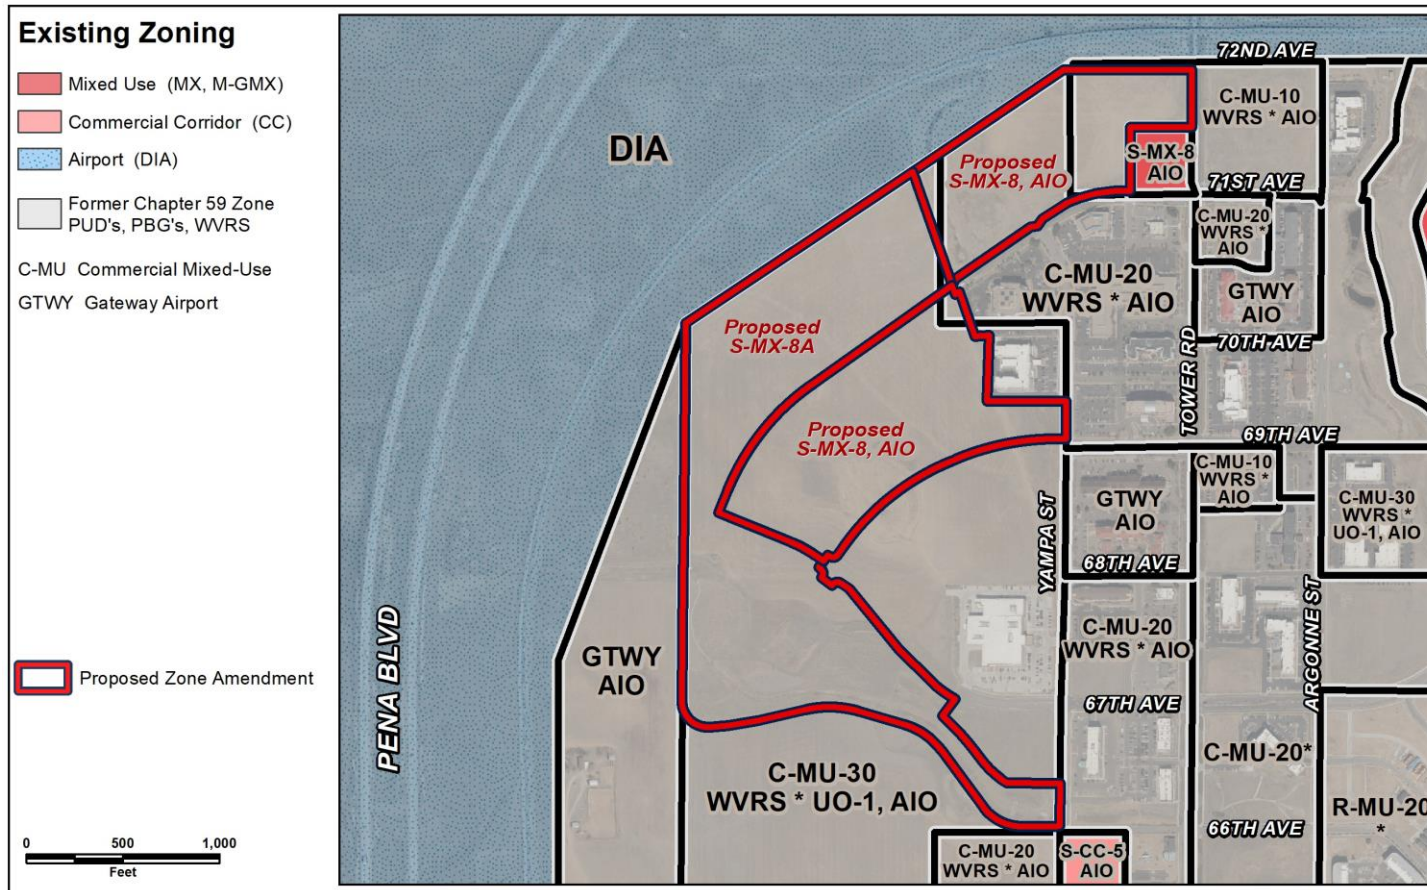 Existing Zoning
Mixed Use (MX, M-GMX)
Commercial Corridor (CC)
Airport (DIA)
Former Chapter 59 Zone
PUD's, PBG's, WVRS
C-MU Commercial Mixed-Use
GTWY Gateway Airport
Proposed Zone Amendment
0 500 1,000
Feet
DIA
PENA BLVD
72ND AVE
C-MU-10
WVRS * AIO
Proposed
S-MX-8, AIO
S-MX-8
AIO
71ST AVE
C-MU-20
WVRS *
AIO
C-MU-20
WVRS * AIO
GTWY
AIO
TOWER RD
70TH AVE
Proposed
S-MX-8A
Proposed
S-MX-8, AIO
69TH AVE
C-MU-10
WVRS *
AIO
GTWY
AIO
C-MU-30
WVRS *
UO-1, AIO
YAMPA ST
68TH AVE
ARGONNE ST
C-MU-20
WVRS * AIO
GTWY
AIO
67TH AVE
C-MU-20*
C-MU-30
WVRS * UO-1, AIO
R-MU-20
*
66TH AVE
C-MU-20
WVRS * AIO
S-CC-5
AIO